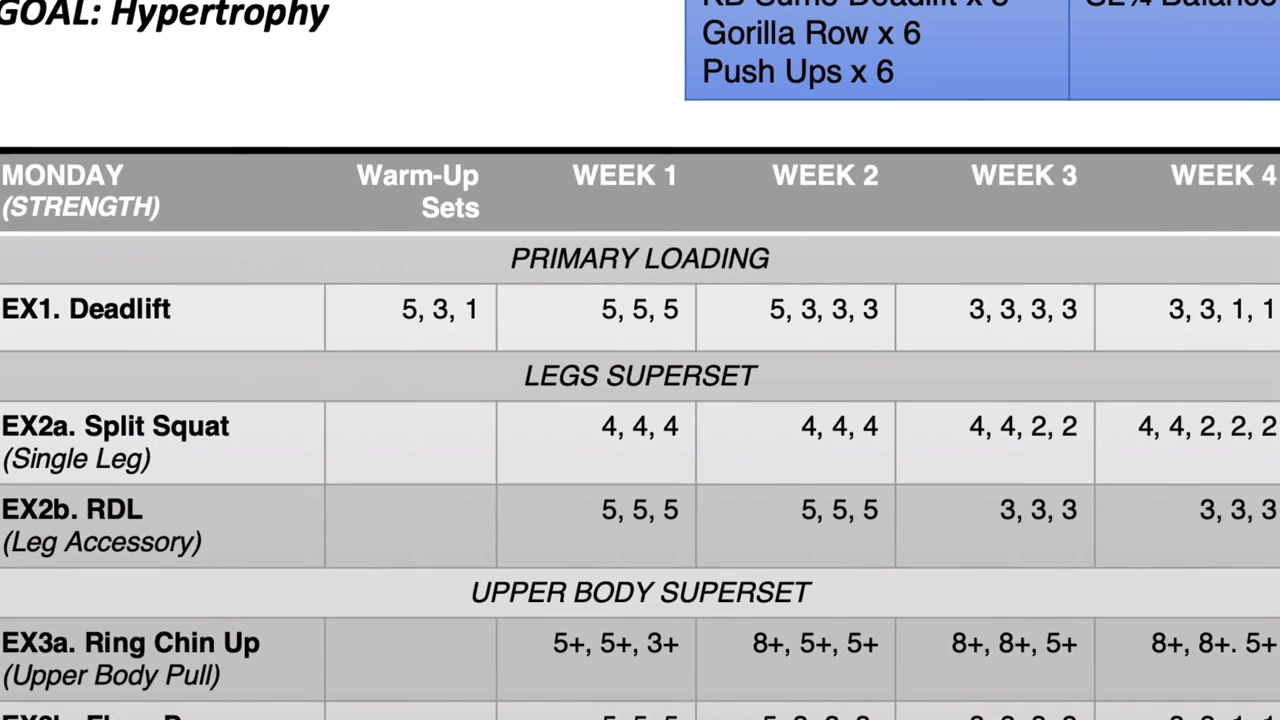 GOAL: Hypertrophy
Gorilla Row x 6
Push Ups x 6
MONDAY Warm-Up WEEK 1 WEEK 2 WEEK 3 WEEK 4
(STRENGTH) Sets
PRIMARY LOADING
EX1. Deadlift 5, 3, 1 5, 5, 5 5, 3, 3, 3 3, 3, 3, 3 3, 3, 1, 1
LEGS SUPERSET
EX2a. Split Squat 4, 4, 4 4, 4, 4 4, 4, 2, 2 4, 4, 2, 2, 2
(Single Leg)
EX2b. RDL 5, 5, 5 5, 5, 5 3, 3, 3 3, 3, 3
(Leg Accessory)
UPPER BODY SUPERSET
EX3a. Ring Chin Up 5+, 5+, 3+ 8+, 5+, 5+ 8+, 8+, 5+ 8+, 8+. 5+
(Upper Body Pull)